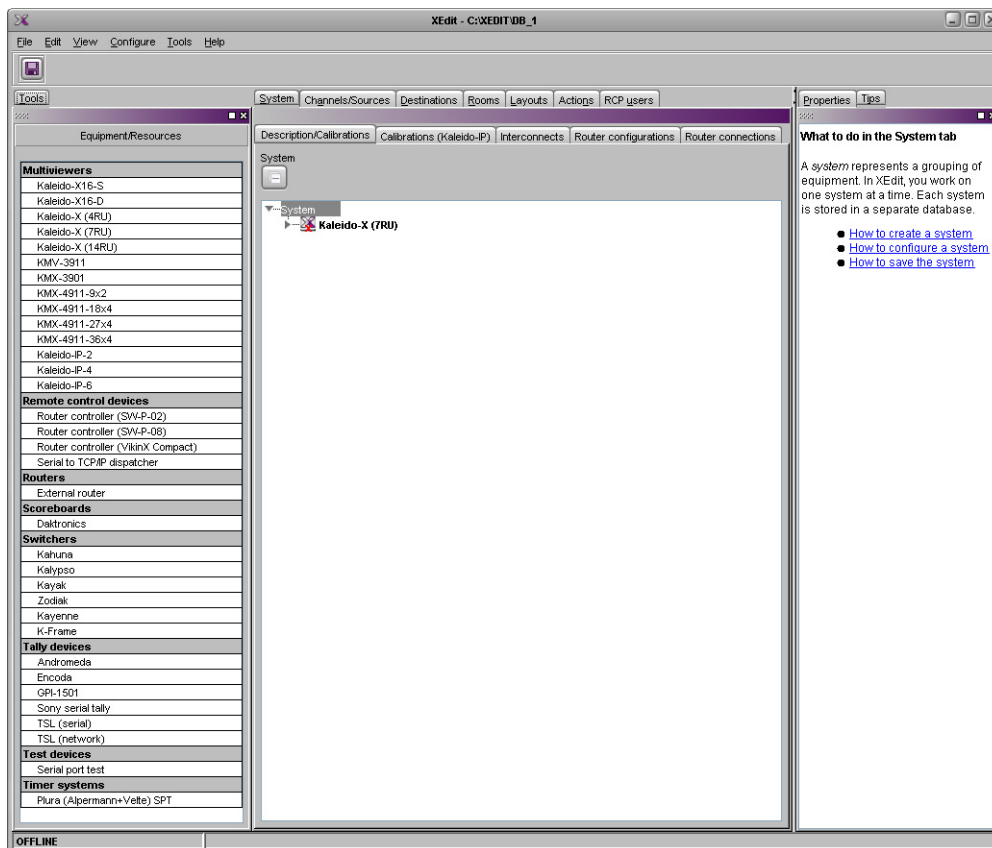 XEdit - C:\XEDIT\DB_1
File Edit View Configure Tools Help
Tools
Equipment/Resources
Multiviewers
Kaleido-X16-S
Kaleido-X16-D
Kaleido-X (4RU)
Kaleido-X (7RU)
Kaleido-X (14RU)
KMV-3911
KMX-3901
KMX-4911-9x2
KMX-4911-18x4
KMX-4911-27x4
KMX-4911-36x4
Kaleido-IP-2
Kaleido-IP-4
Kaleido-IP-6
Remote control devices
Router controller (SW-P-02)
Router controller (SW-P-08)
Router controller (VikinX Compact)
Serial to TCP/IP dispatcher
Routers
External router
Scoreboards
Daktronics
Switchers
Kahuna
Kalypso
Kayak
Zodiak
Kayenne
K-Frame
Tally devices
Andromeda
Encoda
GPI-1501
Sony serial tally
TSL (serial)
TSL (network)
Test devices
Serial port test
Timer systems
Plura (Alpermann+Velte) SPT
System Channels/Sources Destinations Rooms Layouts Actions RCP users
Description/Calibrations Calibrations (Kaleido-IP) Interconnects Router configurations Router connections
System
System
Kaleido-X (7RU)
Properties Tips
What to do in the System tab
A system represents a grouping of
equipment. In XEdit, you work on
one system at a time. Each system
is stored in a separate database.
How to create a system
How to configure a system
How to save the system
OFFLINE